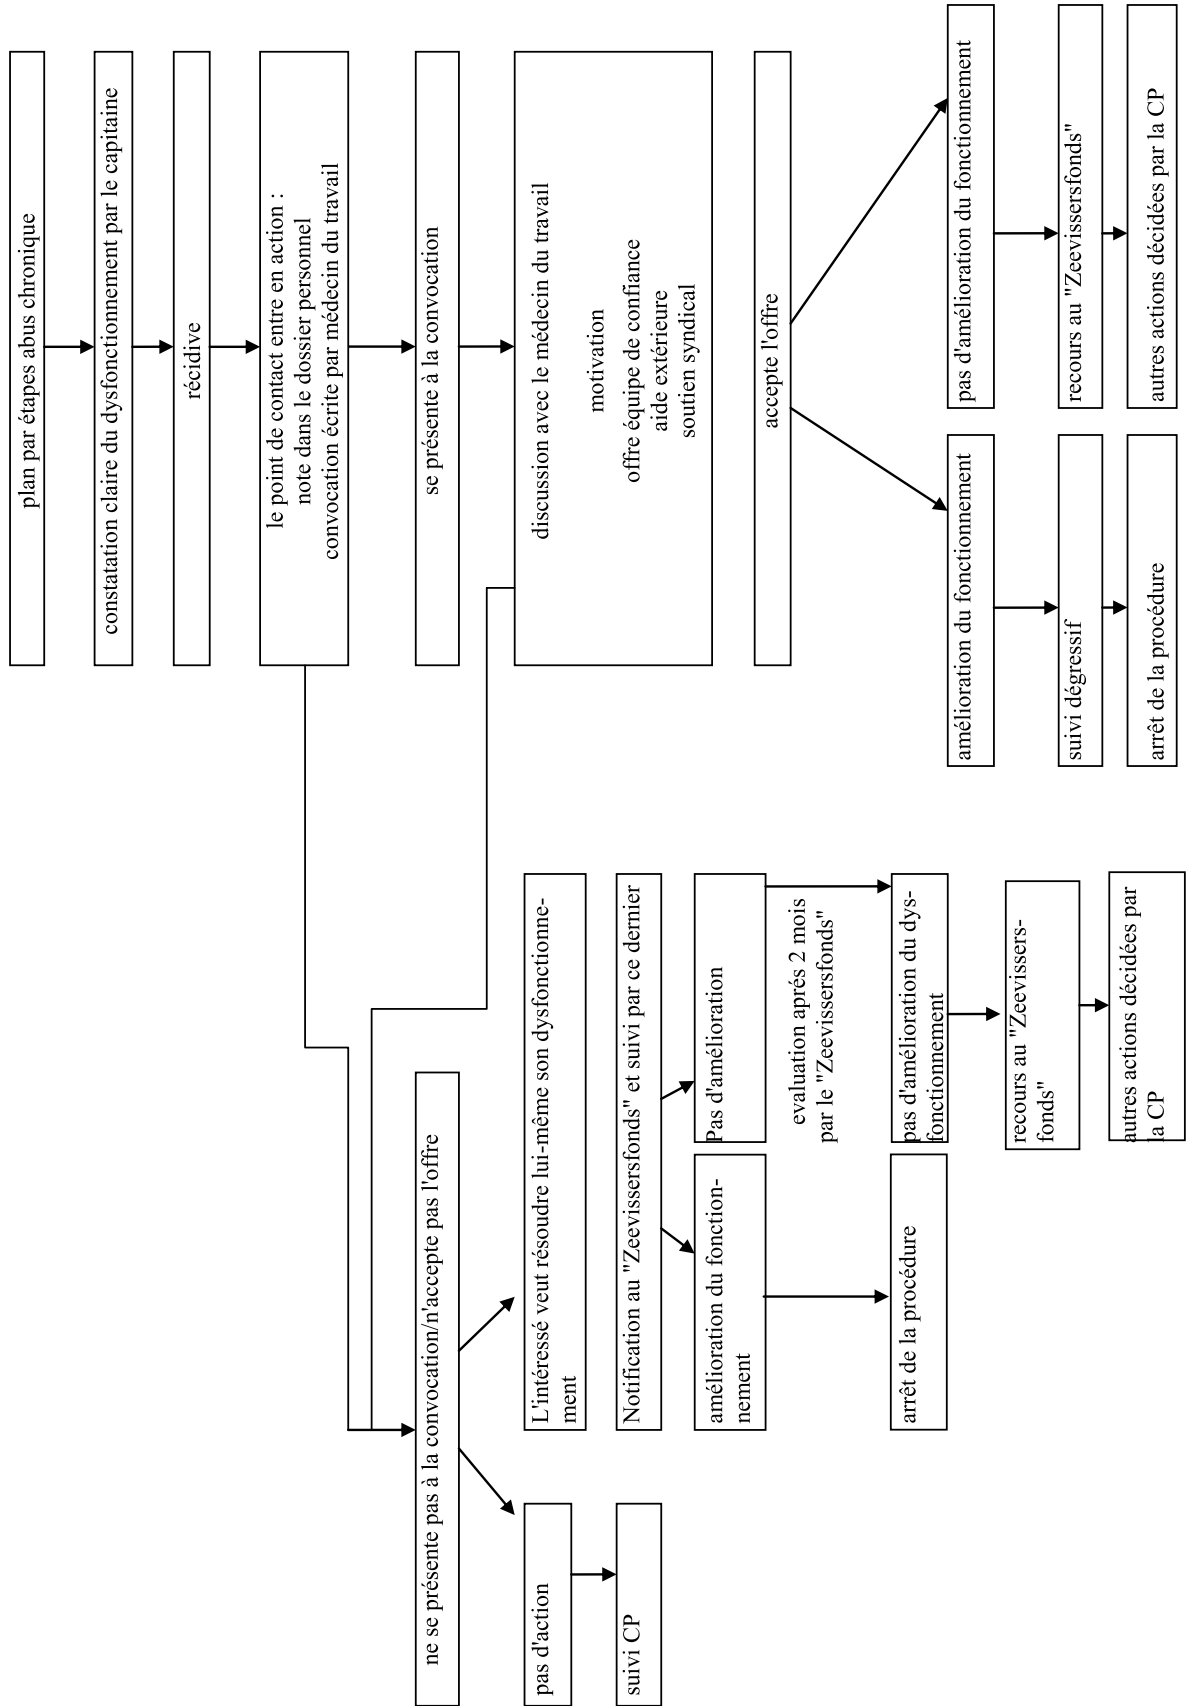 plan par étapes abus chronique
constatation claire du dysfonctionnement par le capitaine
récidive
le point de contact entre en action :
note dans le dossier personnel
convocation écrite par médecin du travail
ne se présente pas à la convocation/n'accepte pas l'offre
se présente à la convocation
pas d'action
suivi CP
L'intéressé veut résoudre lui-même son dysfonctionne-
ment
Notification au "Zeevissersfonds" et suivi par ce dernier
amélioration du fonction-
nement
arrêt de la procédure
Pas d'amélioration
evaluation aprés 2 mois
par le "Zeevissersfonds"
pas d'amélioration du dys-
fonctionnement
recours au "Zeevissers-
fonds"
autres actions décidées par
la CP
discussion avec le médecin du travail
motivation
offre équipe de confiance
aide extérieure
soutien syndical
accepte l'offre
amélioration du fonctionnement
suivi dégressif
arrêt de la procédure
pas d'amélioration du fonctionnement
recours au "Zeevissersfonds"
autres actions décidées par la CP